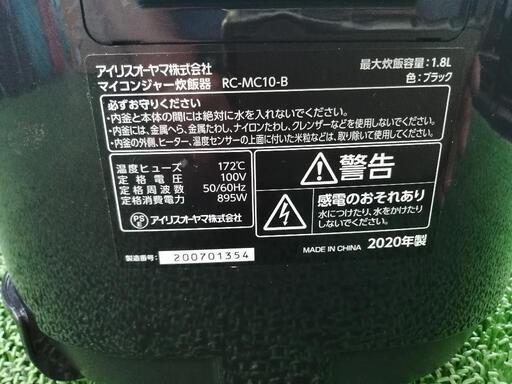 アイリスオーヤマ株式会社
マイコンジャー炊飯器 RC-MC10-B
最大炊飯容量：1.8L
色：ブラック
必ずお守りください
・内釜と本体の間には絶対に水を入れないでください。
・内釜には、金属へら、金属たわし、ナイロンたわし、クレンザーなどを使用しないでください。
・内釜の外側、ヒーター、温度センサーの上面に付いた米粒などは、取り除いて使用してください。
温度ヒューズ 172℃
定格電圧 100V
定格周波数 50/60Hz
定格消費電力 895W
PS E アイリスオーヤマ株式会社
警告
感電のおそれあり
水につけたり、水をかけたり
しないでください
製造番号： 200701354
MADE IN CHINA 2020年製